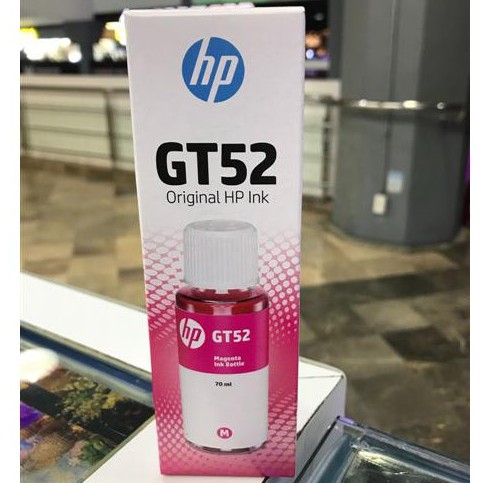 hp
GT52
Original HP Ink
hp
GT52
Magenta
Ink Bottle
70 ml
M